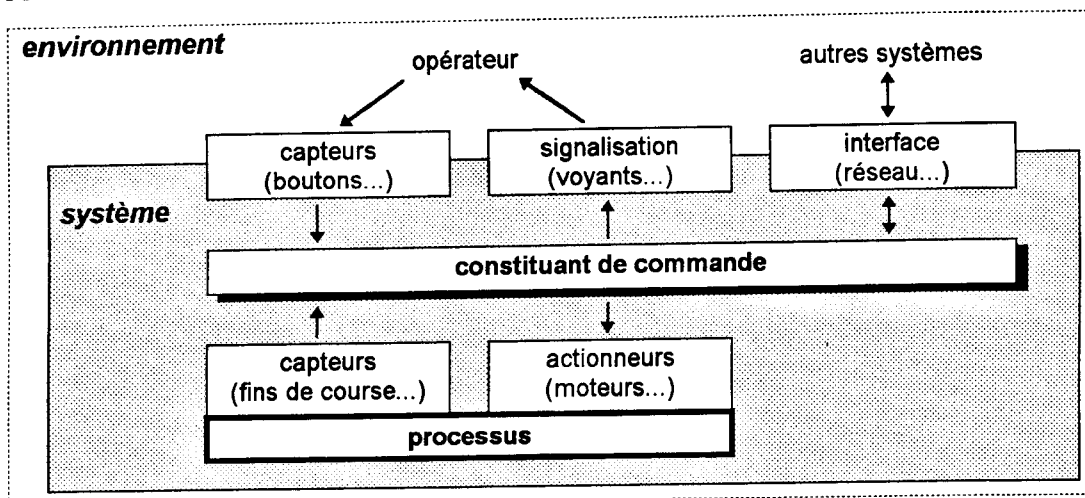 environnement
opérateur
autres systèmes
capteurs
(boutons...)
signalisation
(voyants...)
interface
(réseau...)
système
constituant de commande
capteurs
(fins de course...)
actionneurs
(moteurs...)
processus